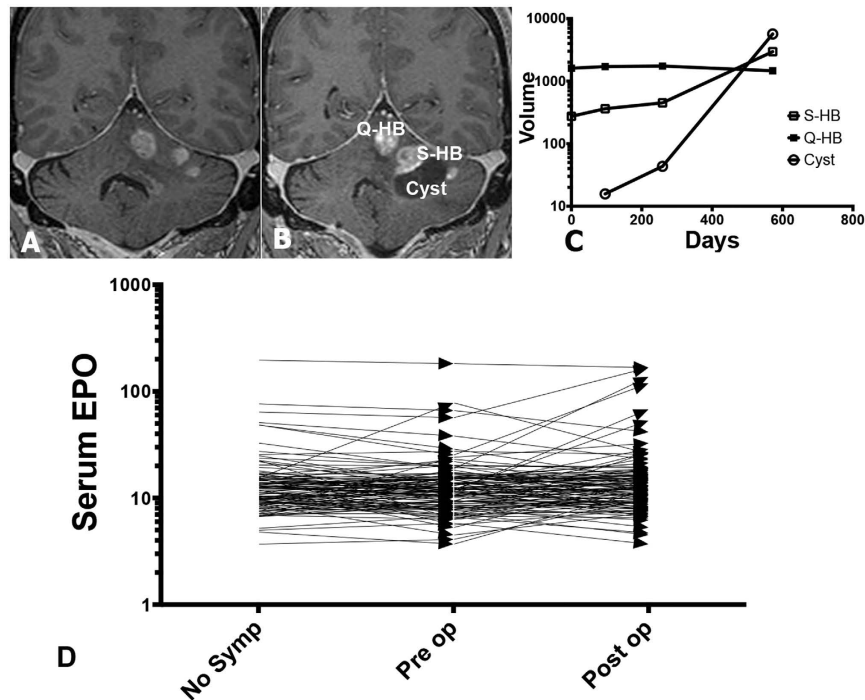 A
B
Q-HB
S-HB
Cyst
C
Volume
10000
1000
100
10
0
200
400
600
800
Days
S-HB
Q-HB
Cyst
D
Serum EPO
1000
100
10
1
No Symp
Pre op
Post op